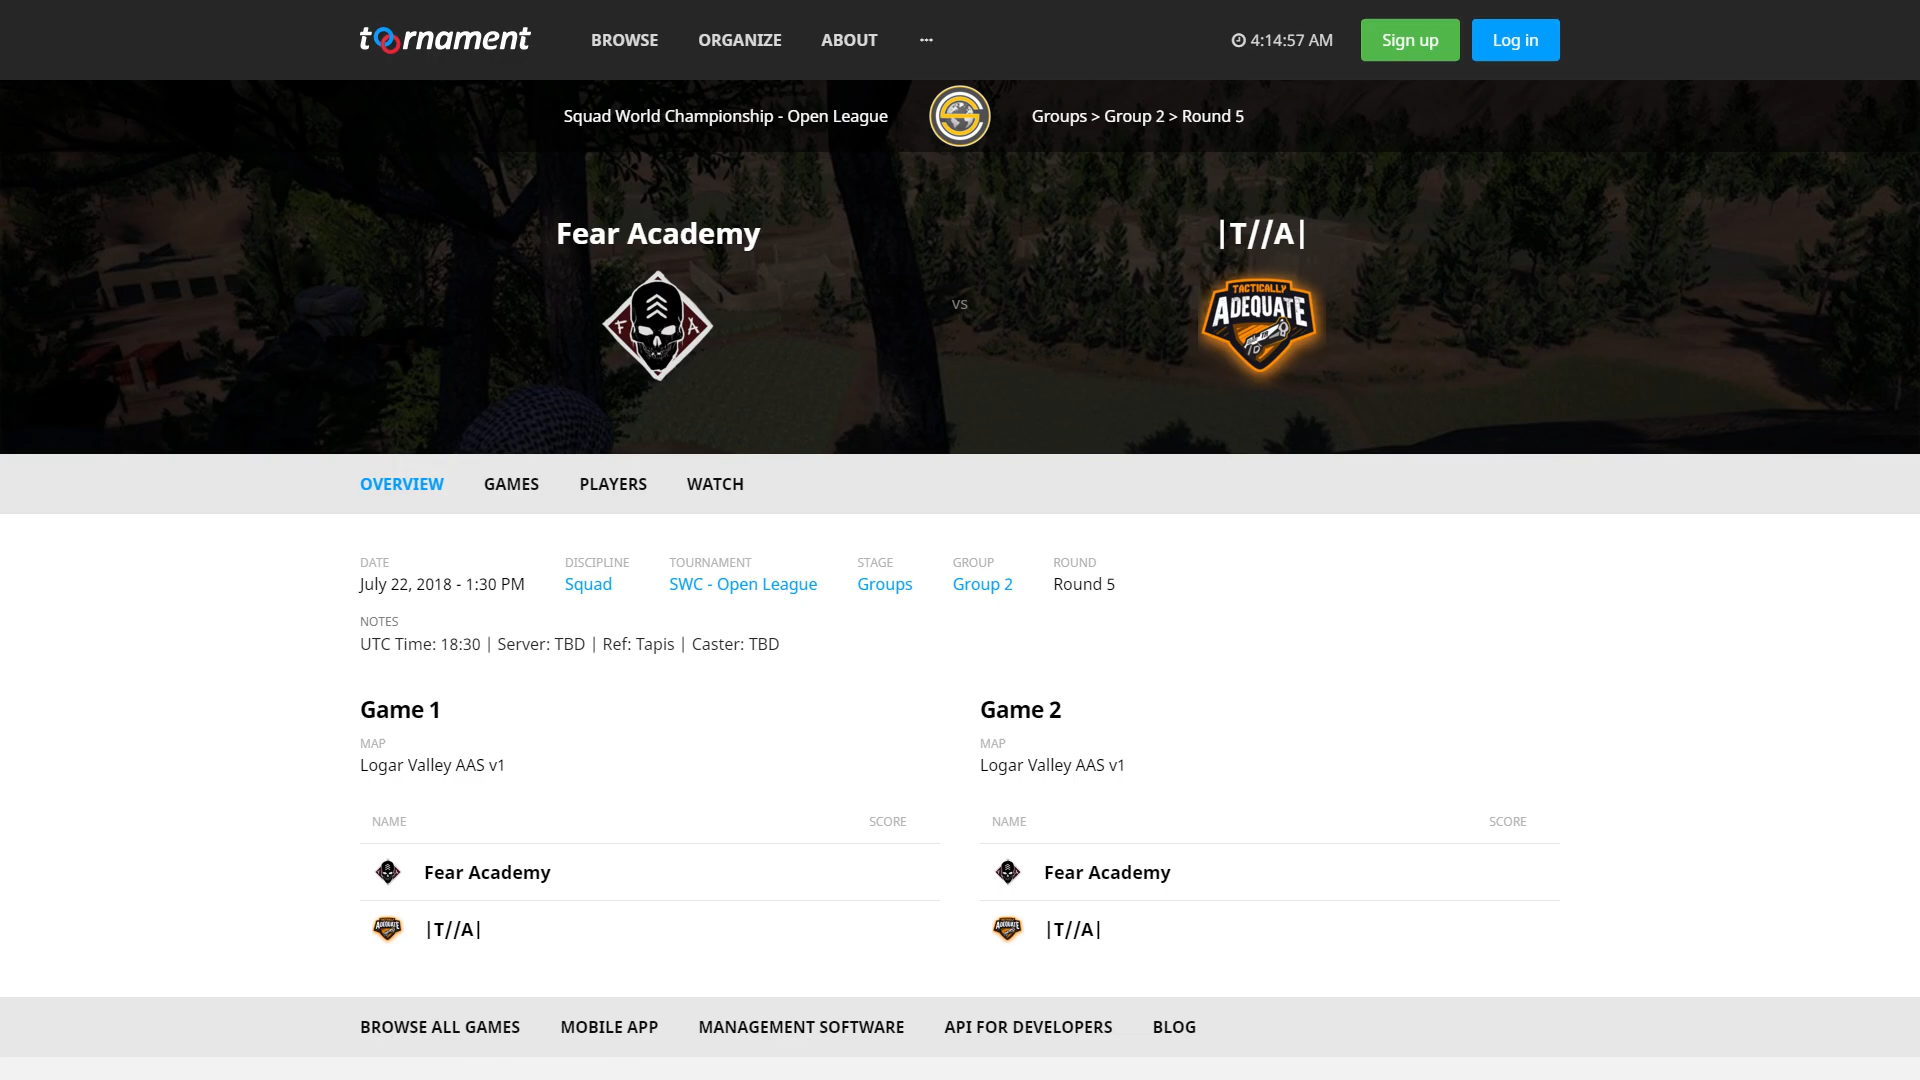 toornament
BROWSE ORGANIZE ABOUT ...
4:14:57 AM Sign up Log in
Squad World Championship - Open League
Groups > Group 2 > Round 5
Fear Academy
F A
vs
|T//A|
TACTICALLY
ADEQUATE
OVERVIEW GAMES PLAYERS WATCH
DATE DISCIPLINE TOURNAMENT STAGE GROUP ROUND
July 22, 2018 - 1:30 PM Squad SWC - Open League Groups Group 2 Round 5
NOTES
UTC Time: 18:30 | Server: TBD | Ref: Tapis | Caster: TBD
Game 1
MAP
Logar Valley AAS v1
NAME SCORE
Fear Academy
ADEQUATE |T//A|
Game 2
MAP
Logar Valley AAS v1
NAME SCORE
Fear Academy
ADEQUATE |T//A|
BROWSE ALL GAMES MOBILE APP MANAGEMENT SOFTWARE API FOR DEVELOPERS BLOG